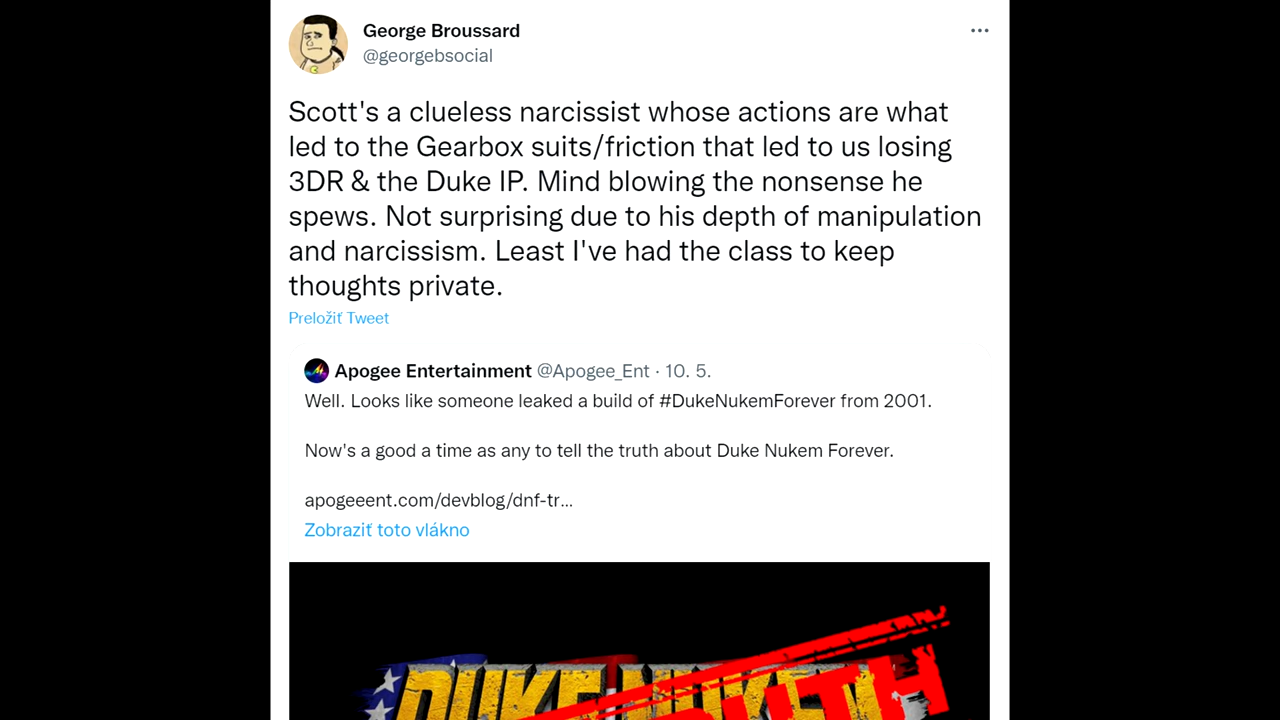 George Broussard
@georgebsocial
Scott's a clueless narcissist whose actions are what
led to the Gearbox suits/friction that led to us losing
3DR & the Duke IP. Mind blowing the nonsense he
spews. Not surprising due to his depth of manipulation
and narcissism. Least I've had the class to keep
thoughts private.
Preložiť Tweet
Apogee Entertainment @Apogee_Ent · 10. 5.
Well. Looks like someone leaked a build of #DukeNukemForever from 2001.
Now's a good a time as any to tell the truth about Duke Nukem Forever.
apogeeent.com/devblog/dnf-tr...
Zobraziť toto vlákno
DUKE NUKEM